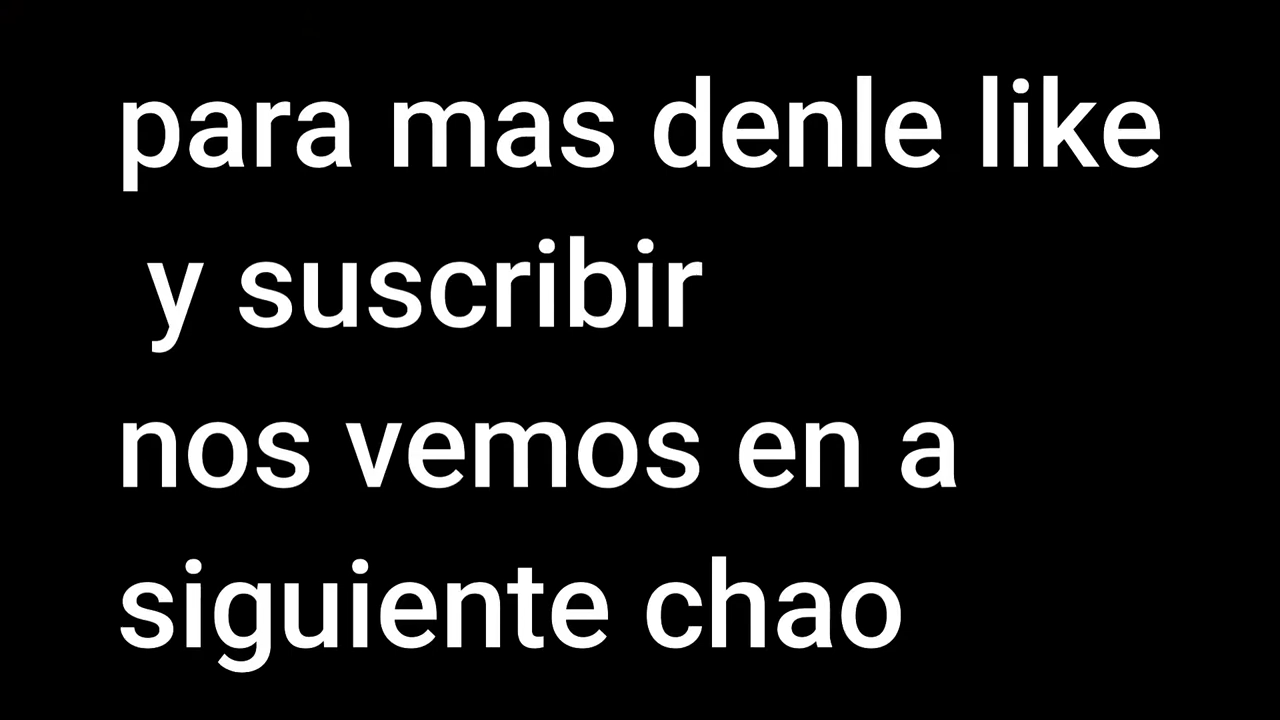 para mas denle like
y suscribir
nos vemos en a
siguiente chao